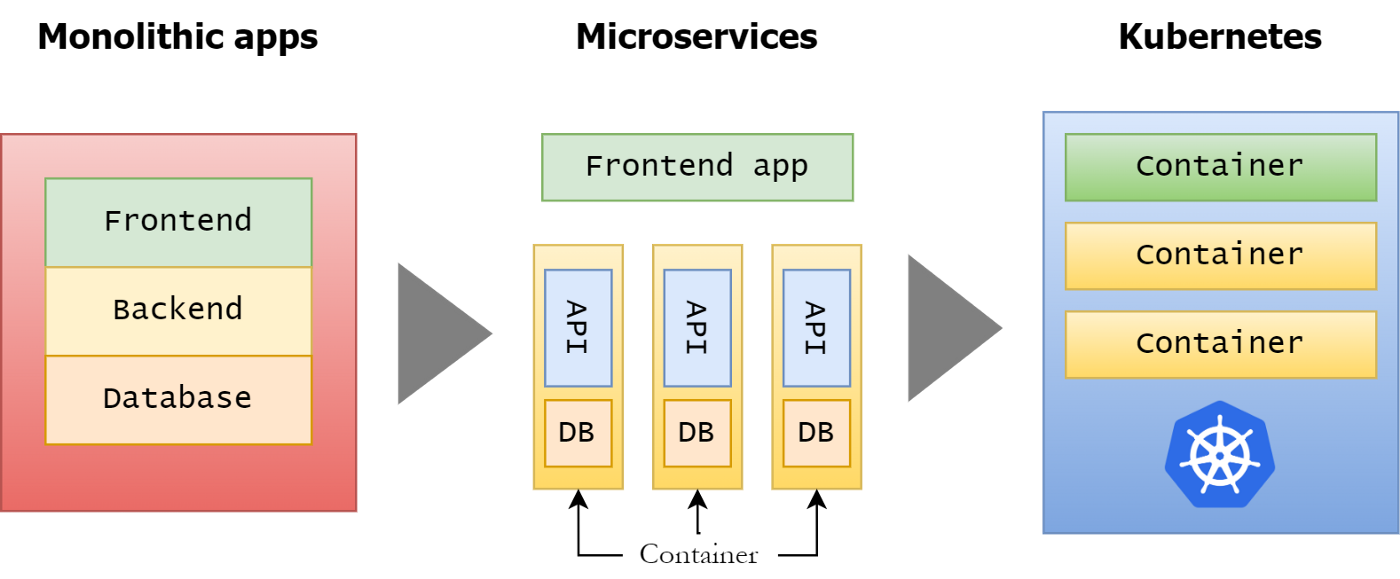 Monolithic apps
Microservices
Kubernetes
Frontend
Backend
Database
Frontend app
API
API
API
DB
DB
DB
Container
Container
Container
Container